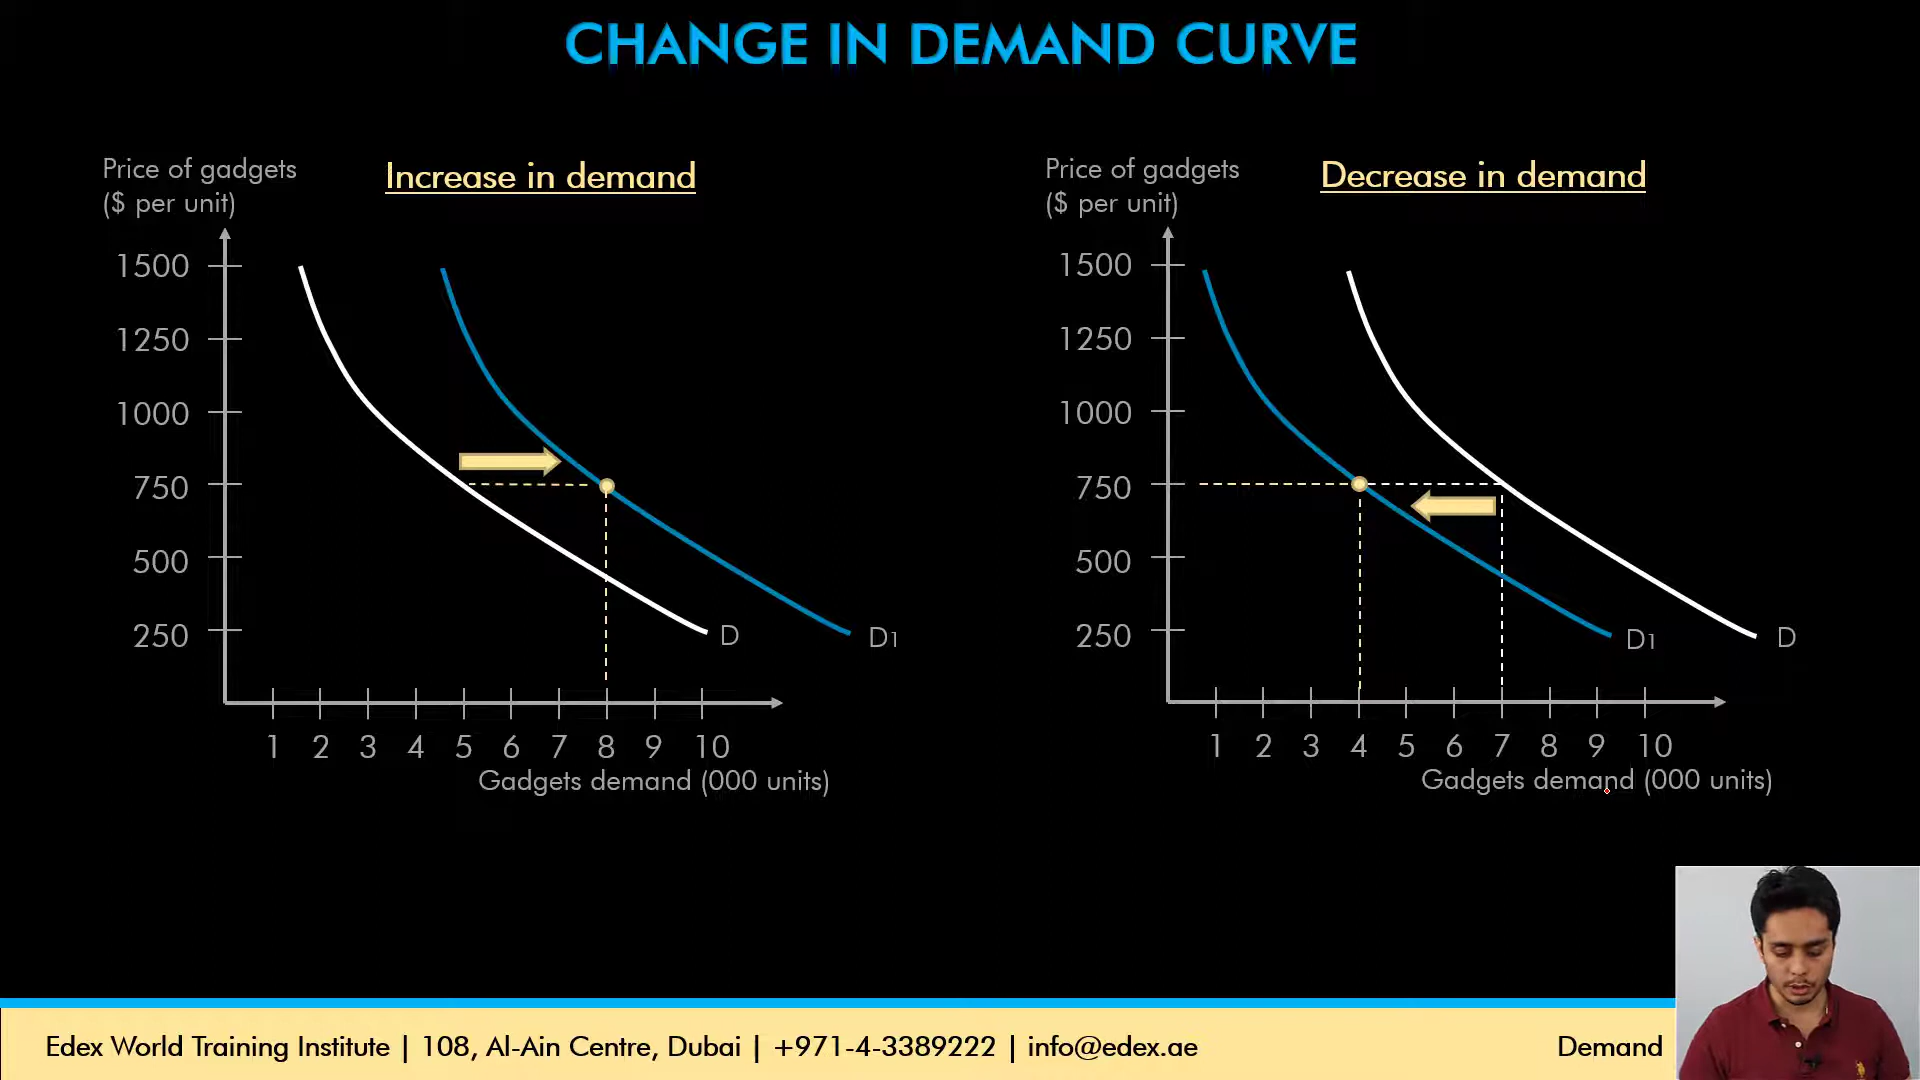 CHANGE IN DEMAND CURVE
Price of gadgets
($ per unit)
Increase in demand
1500
1250
1000
750
500
250
D
D1
1 2 3 4 5 6 7 8 9 10
Gadgets demand (000 units)
Price of gadgets
($ per unit)
Decrease in demand
1500
1250
1000
750
500
250
D1
D
1 2 3 4 5 6 7 8 9 10
Gadgets demand (000 units)
Edex World Training Institute | 108, Al-Ain Centre, Dubai | +971-4-3389222 | info@edex.ae
Demand